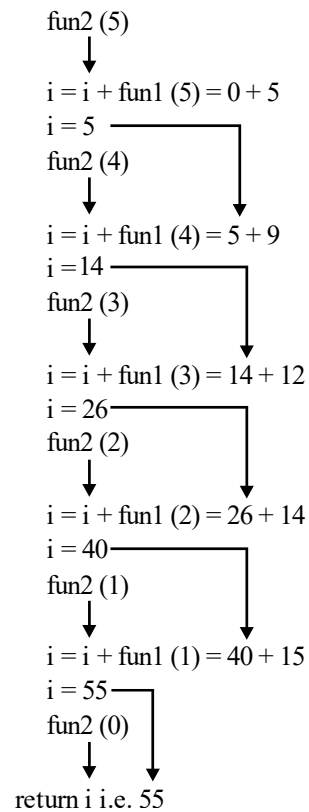 fun2 (5)
i = i + fun1 (5) = 0 + 5
i = 5
fun2 (4)
i = i + fun1 (4) = 5 + 9
i =14
fun2 (3)
i = i + fun1 (3) = 14 + 12
i = 26
fun2 (2)
i = i + fun1 (2) = 26 + 14
i = 40
fun2 (1)
i = i + fun1 (1) = 40 + 15
i = 55
fun2 (0)
return i i.e. 55